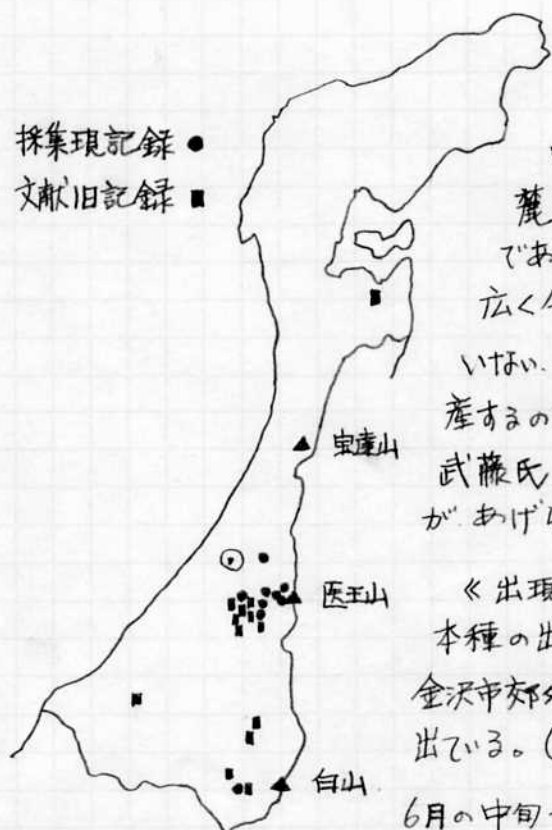 採集現記録 ●
文献旧記録 ■
宝達山
医王山
白山
麓
であ
広く
いない、
産するの
武藤氏
が あげ
《出現
本種の出
金沢市郊
出ている。(
6月の中旬